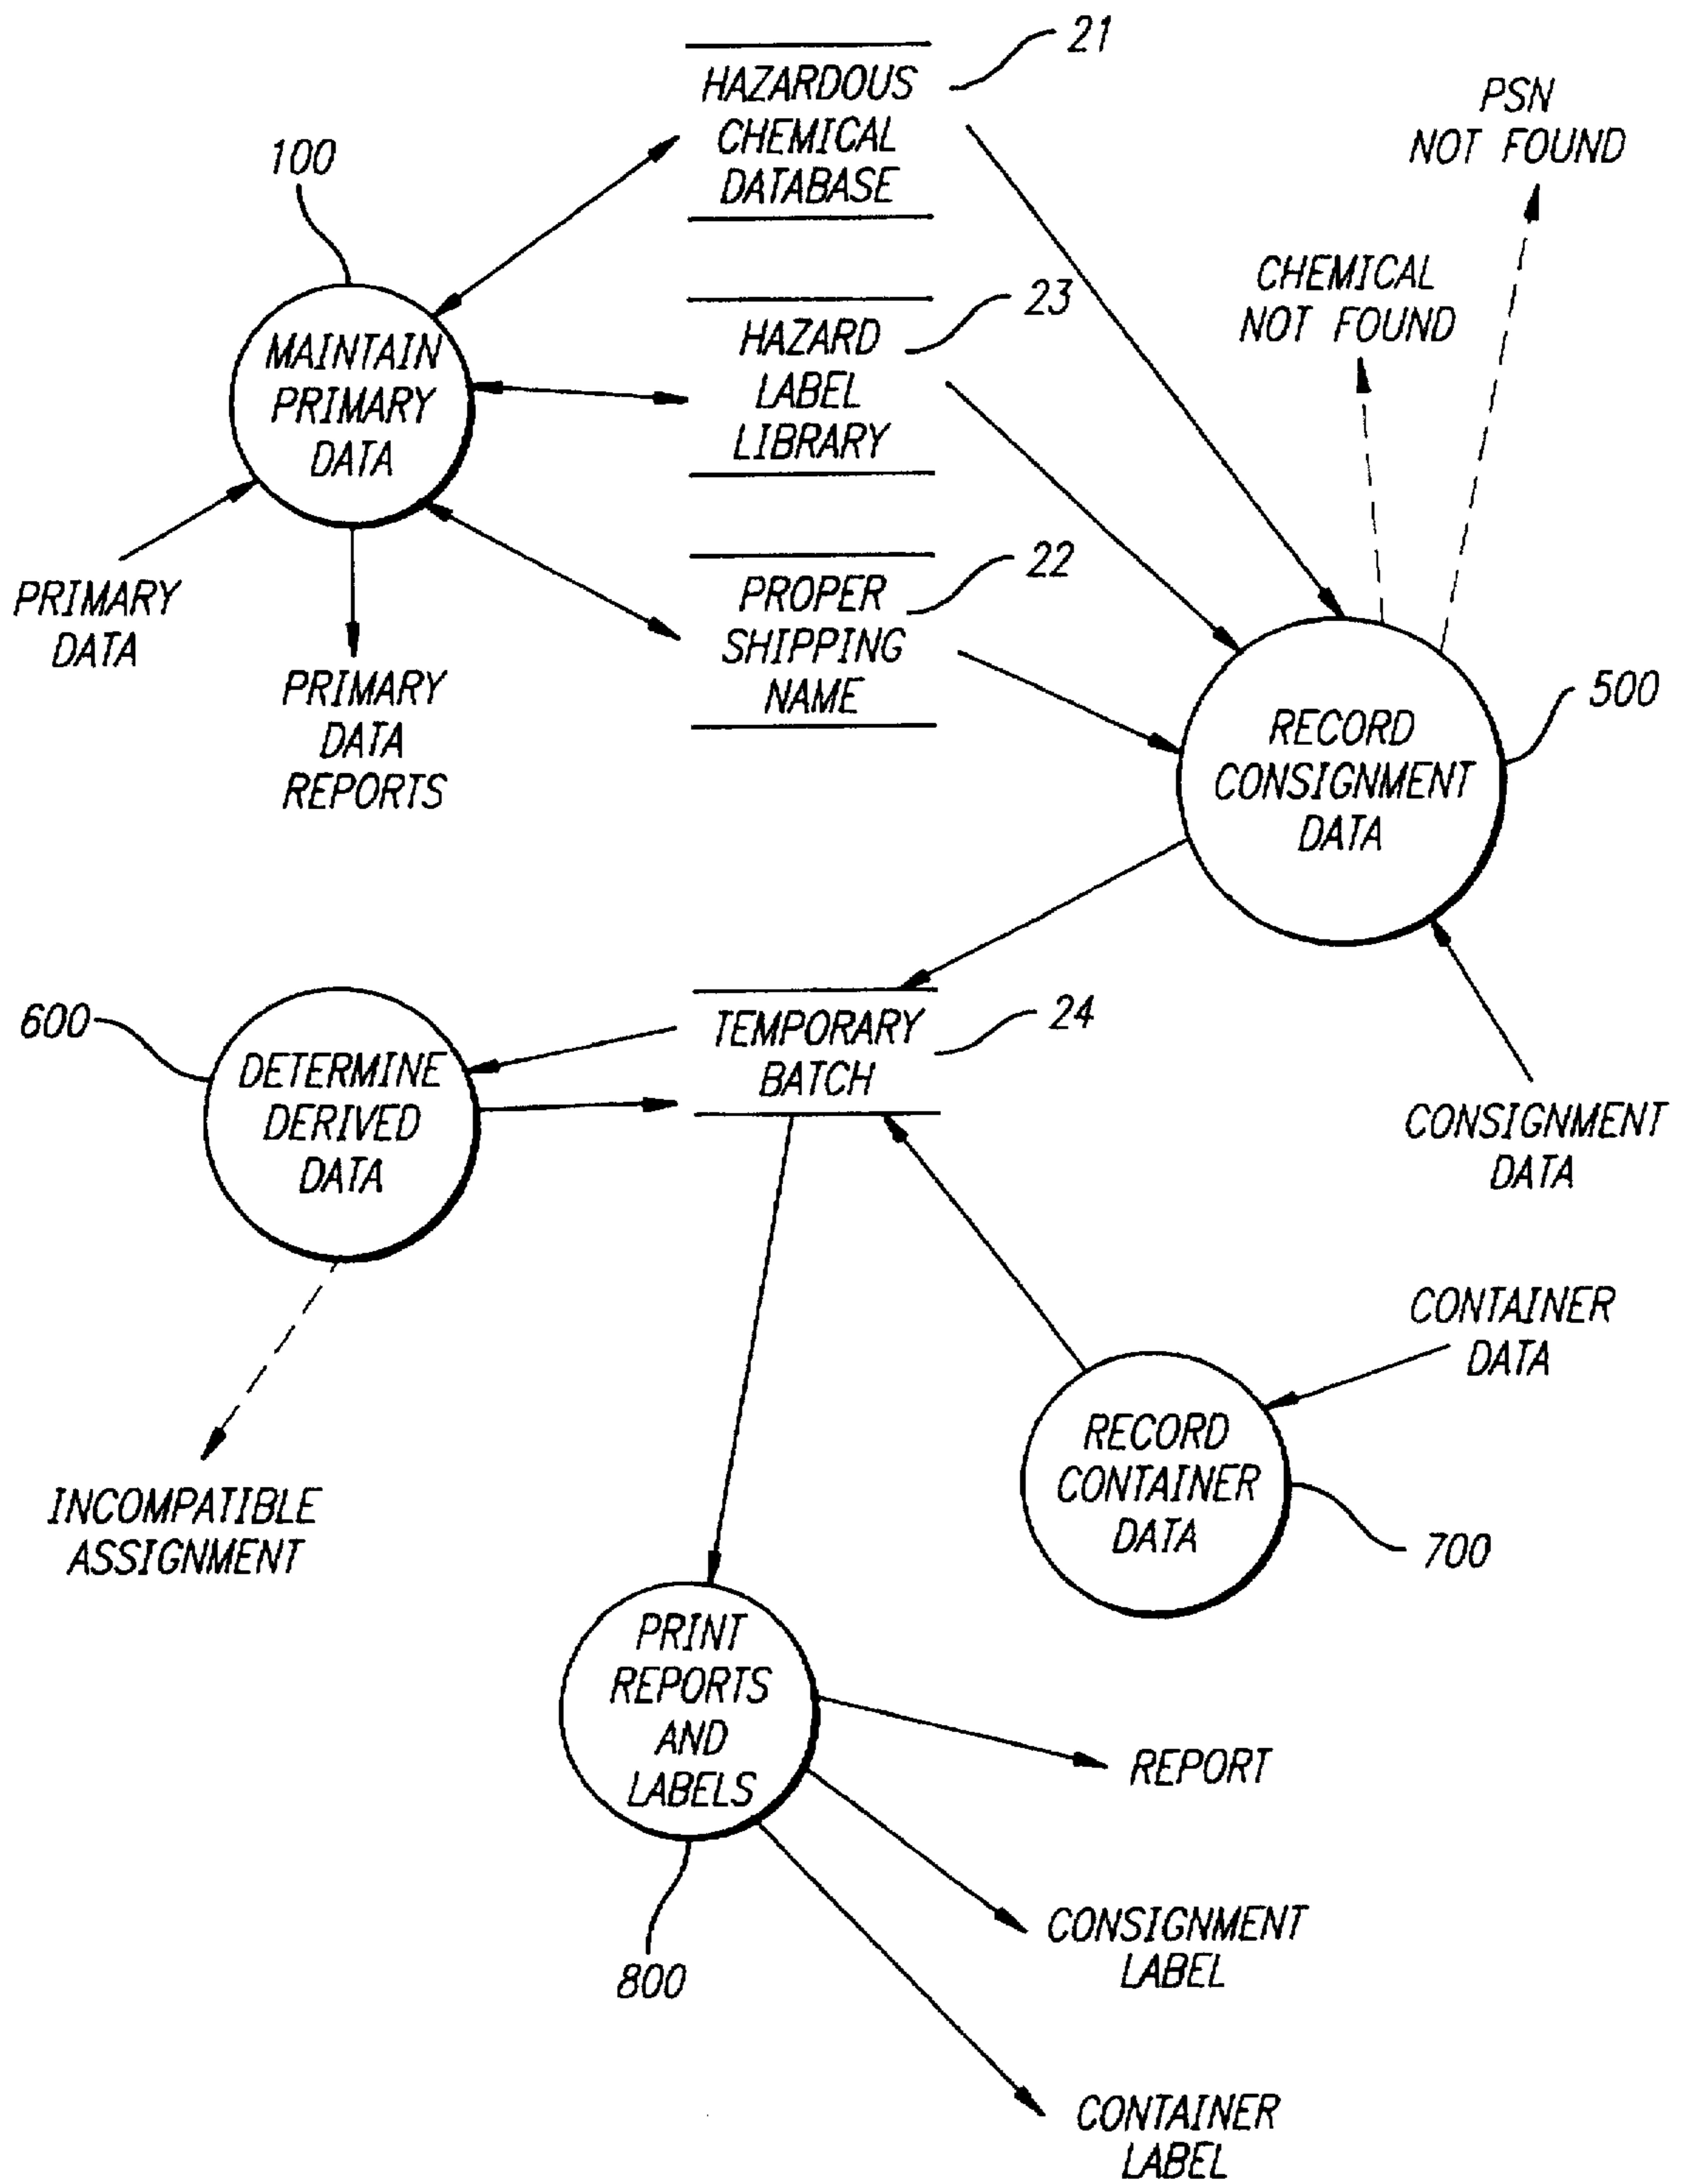 21
HAZARDOUS
CHEMICAL
DATABASE
PSN
NOT FOUND
100
CHEMICAL
NOT FOUND
23
HAZARD
LABEL
LIBRARY
MAINTAIN
PRIMARY
DATA
22
PROPER
SHIPPING
NAME
PRIMARY
DATA
PRIMARY
DATA
REPORTS
500
RECORD
CONSIGNMENT
DATA
600
DETERMINE
DERIVED
DATA
TEMPORARY
BATCH
24
CONSIGNMENT
DATA
CONTAINER
DATA
INCOMPATIBLE
ASSIGNMENT
RECORD
CONTAINER
DATA
700
PRINT
REPORTS
AND
LABELS
REPORT
800
CONSIGNMENT
LABEL
CONTAINER
LABEL